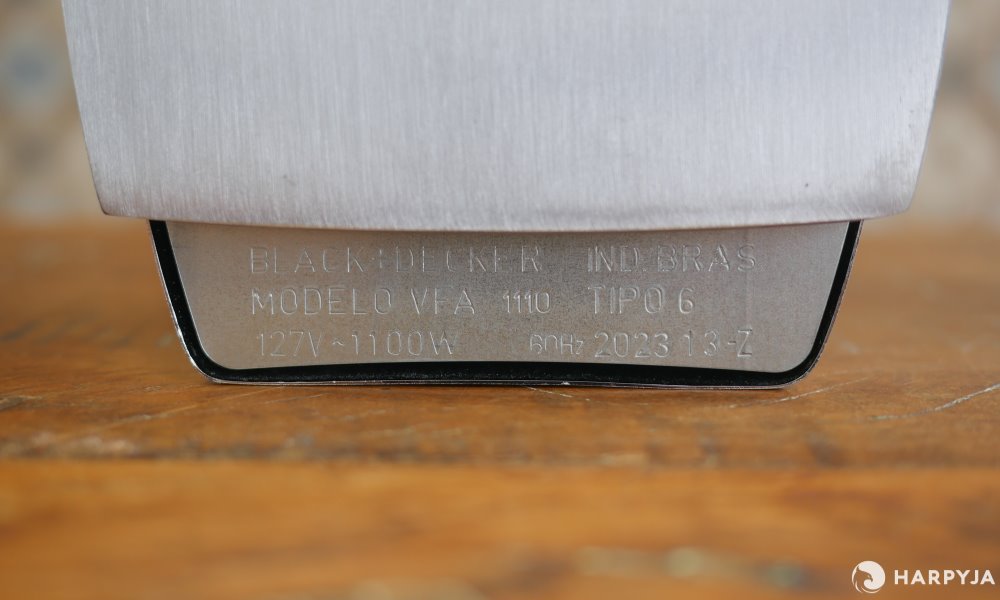 BLACK+DECKER IND. BRAS
MODELO VFA 1110 TIPO 6
127V ~ 1100W 60Hz 2023 13-Z
HARPYJA